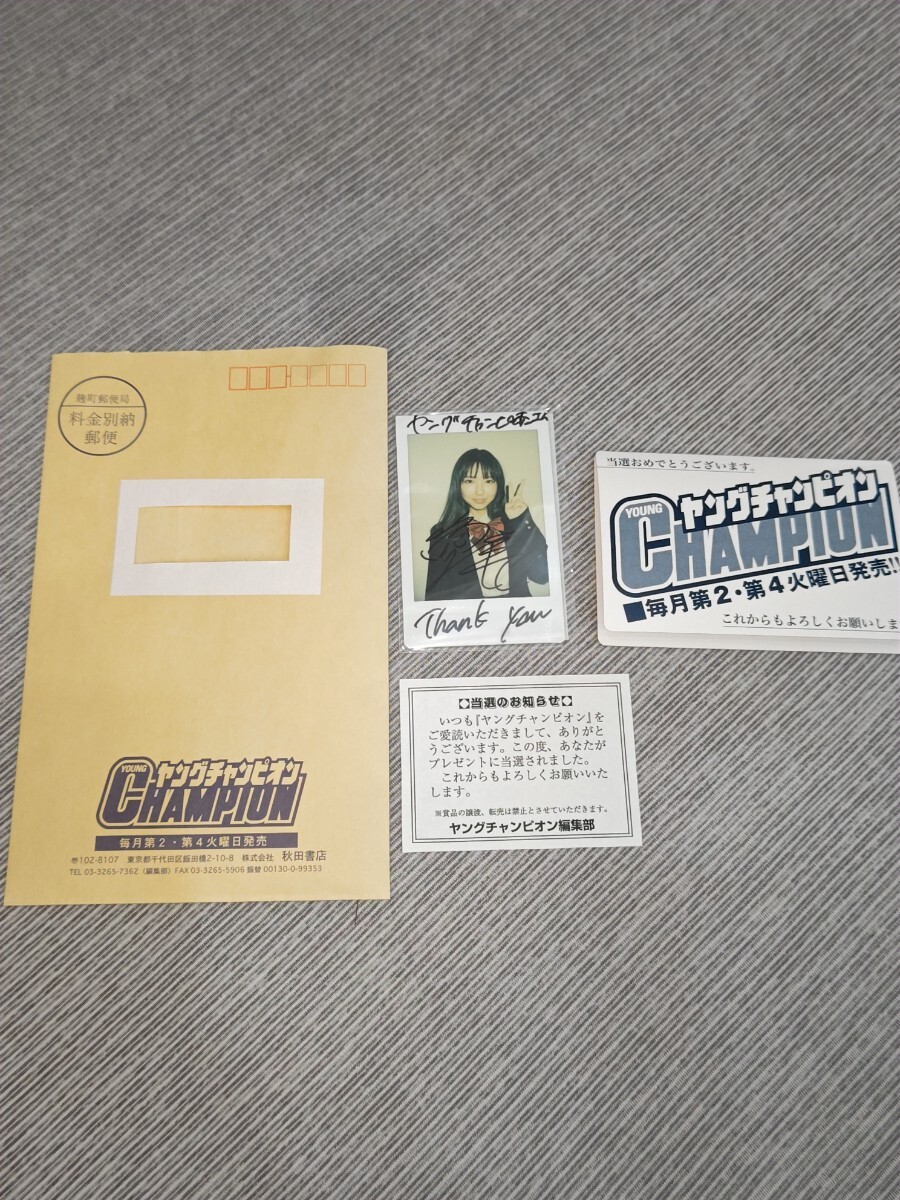 麹町郵便局
料金別納
郵便
YOUNG
ヤングチャンピオン
CHAMPION
毎月第2・第4火曜日発売
〒102-8107 東京都千代田区飯田橋2-10-8 株式会社 秋田書店
TEL 03-3265-7362（編集部）FAX 03-3265-5906 振替 00130-0-99353
ヤングチャンピオン
Thank You
当選おめでとうございます。
YOUNG
ヤングチャンピオン
CHAMPION
■毎月第2・第4火曜日発売!!
これからもよろしくお願いしま
【当選のお知らせ】
いつも『ヤングチャンピオン』を
ご愛読いただきまして、ありがと
うございます。この度、あなたが
プレゼントに当選されました。
これからもよろしくお願いいた
します。
※賞品の譲渡、転売は禁止とさせていただきます。
ヤングチャンピオン編集部